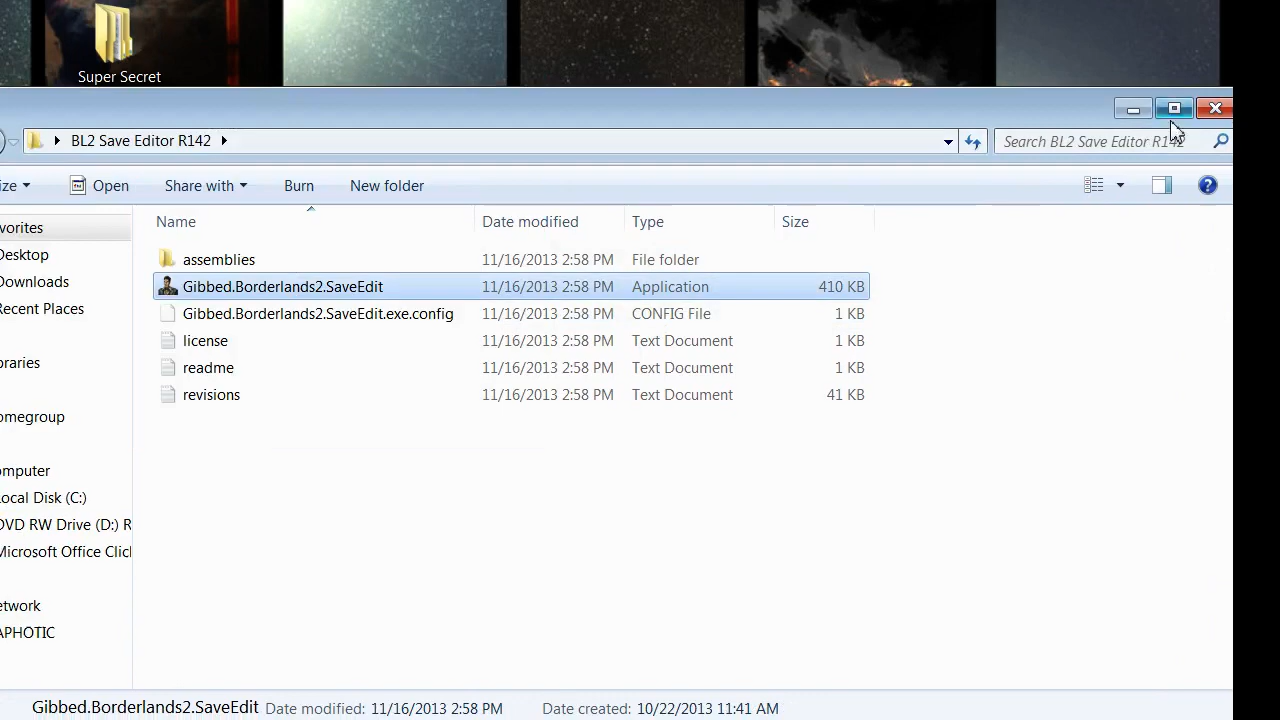 Super Secret
BL2 Save Editor R142
Search BL2 Save Editor R142
ize Open Share with Burn New folder
Name Date modified Type Size
vorites
Desktop
Downloads
Recent Places
braries
omegroup
omputer
Local Disk (C:)
DVD RW Drive (D:) R
Microsoft Office Clic
etwork
APHOTIC
assemblies 11/16/2013 2:58 PM File folder
Gibbed.Borderlands2.SaveEdit 11/16/2013 2:58 PM Application 410 KB
Gibbed.Borderlands2.SaveEdit.exe.config 11/16/2013 2:58 PM CONFIG File 1 KB
license 11/16/2013 2:58 PM Text Document 1 KB
readme 11/16/2013 2:58 PM Text Document 1 KB
revisions 11/16/2013 2:58 PM Text Document 41 KB
Gibbed.Borderlands2.SaveEdit Date modified: 11/16/2013 2:58 PM Date created: 10/22/2013 11:41 AM